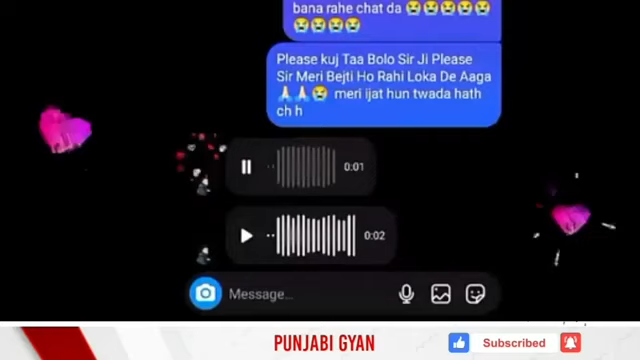 bana rahe chat da 😭😭😭😭😭
😭😭😭😭
Please kuj Taa Bolo Sir Ji Please
Sir Meri Bejti Ho Rahi Loka De Aaga
🙏🙏😭 meri ijat hun twada hath
ch h
0:01
0:02
Message...
PUNJABI GYAN
Subscribed